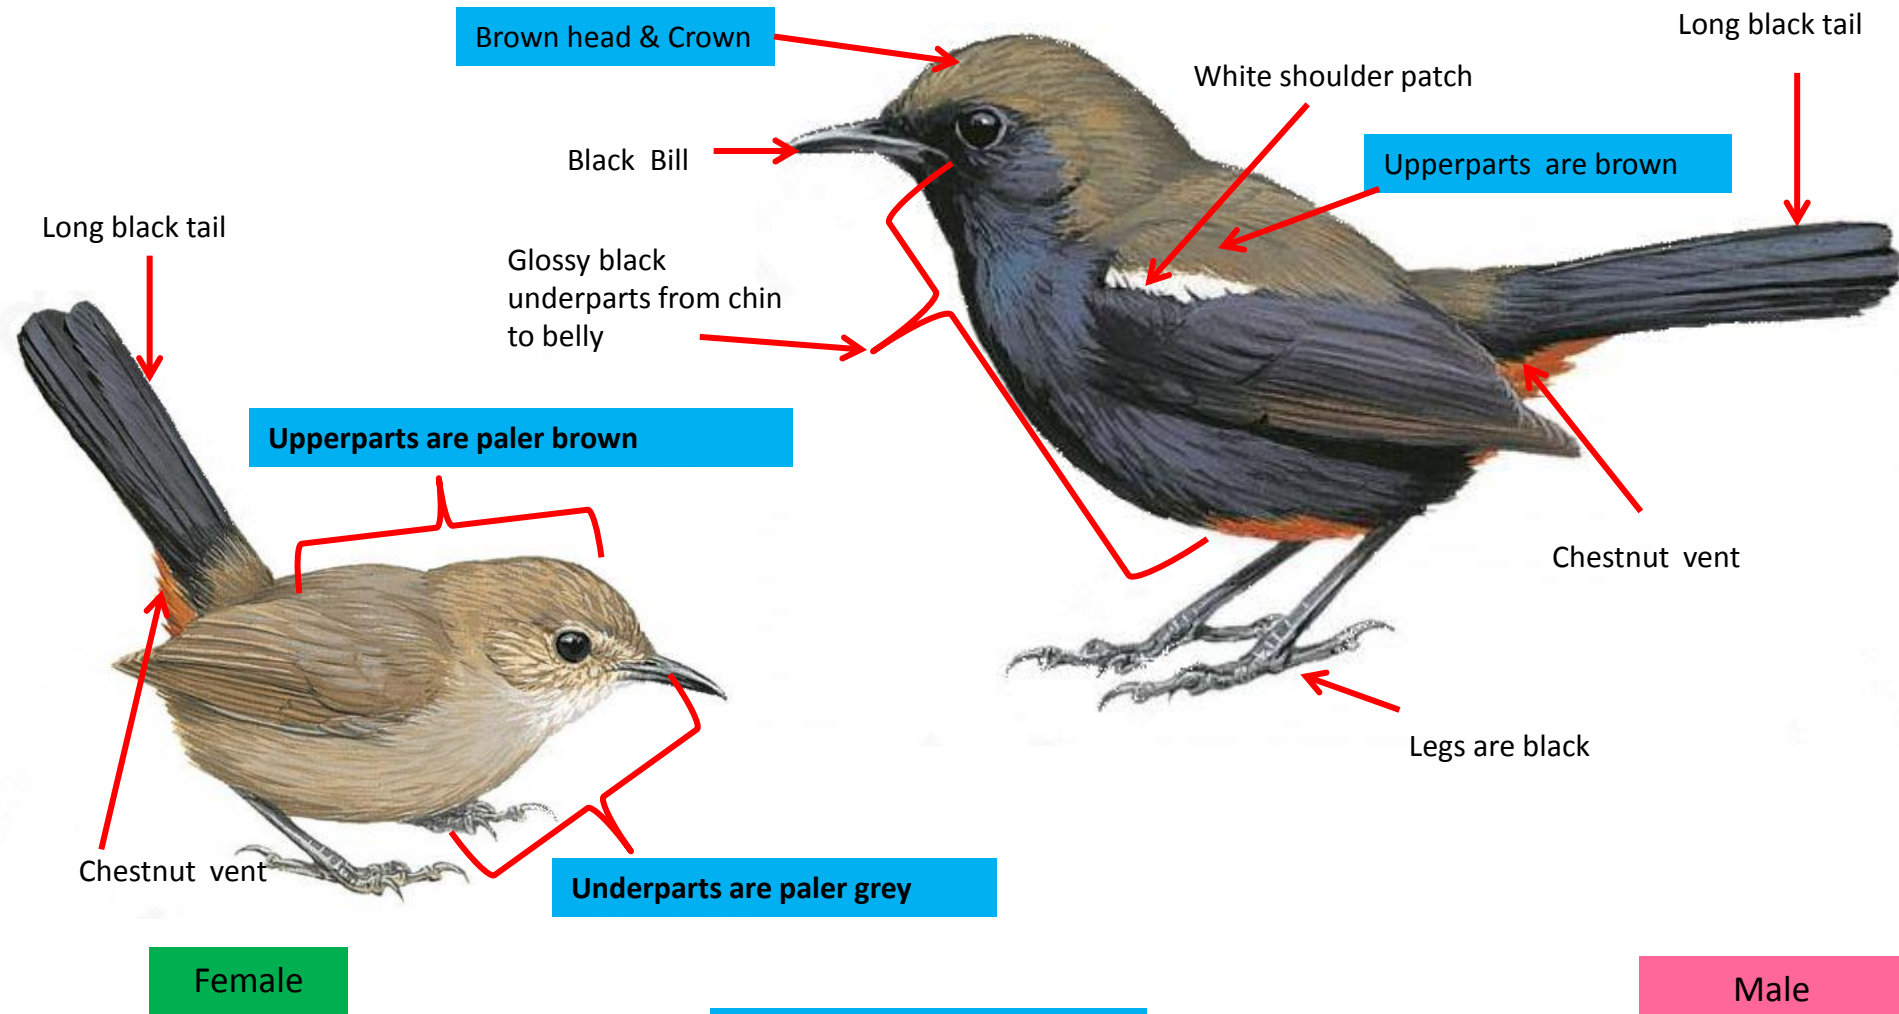 Brown head & Crown
Long black tail
White shoulder patch
Black Bill
Upperparts are brown
Long black tail
Glossy black
underparts from chin
to belly
Upperparts are paler brown
Chestnut vent
Legs are black
Chestnut vent
Underparts are paler grey
Female
Male